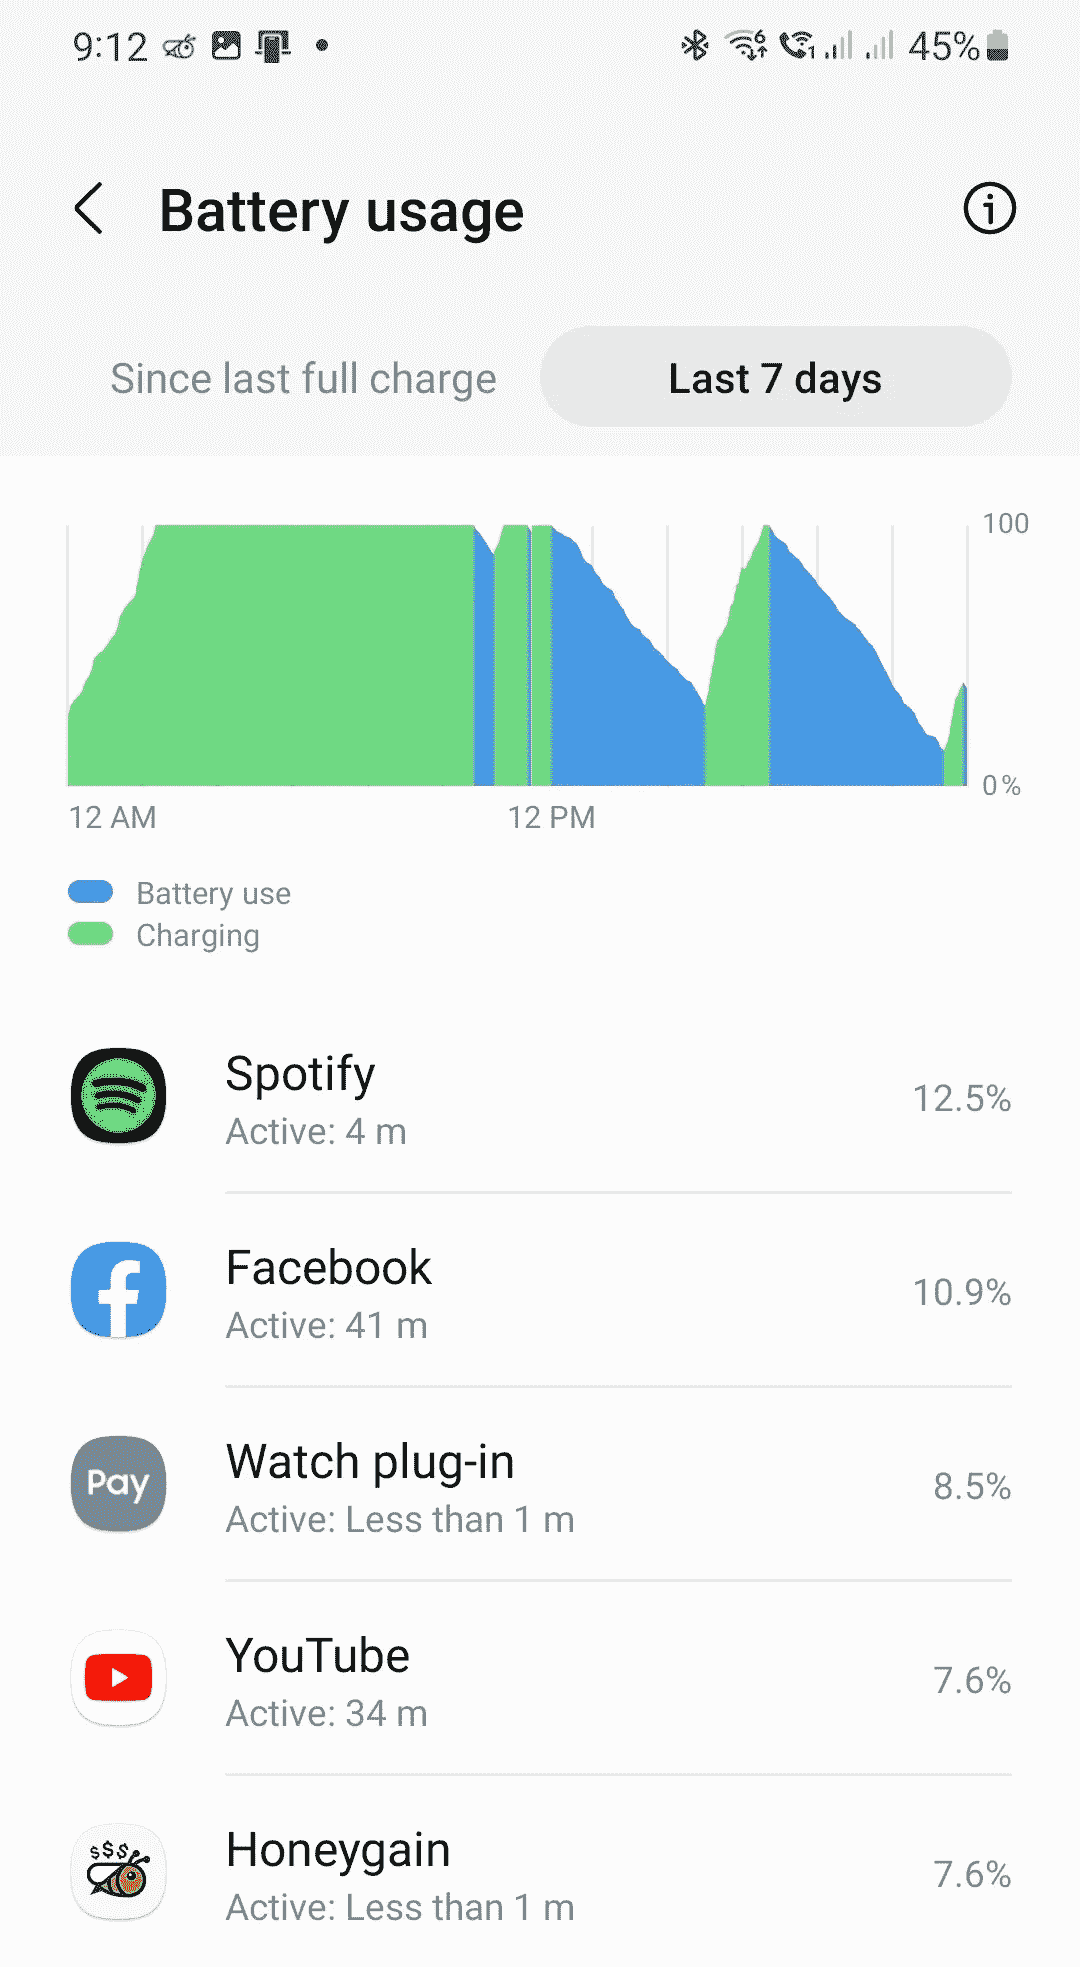 9:12 45%
Battery usage
Since last full charge Last 7 days
100
0%
12 AM 12 PM
Battery use
Charging
Spotify
12.5%
Active: 4 m
Facebook
10.9%
Active: 41 m
Pay
Watch plug-in
8.5%
Active: Less than 1 m
YouTube
7.6%
Active: 34 m
$$$
Honeygain
7.6%
Active: Less than 1 m